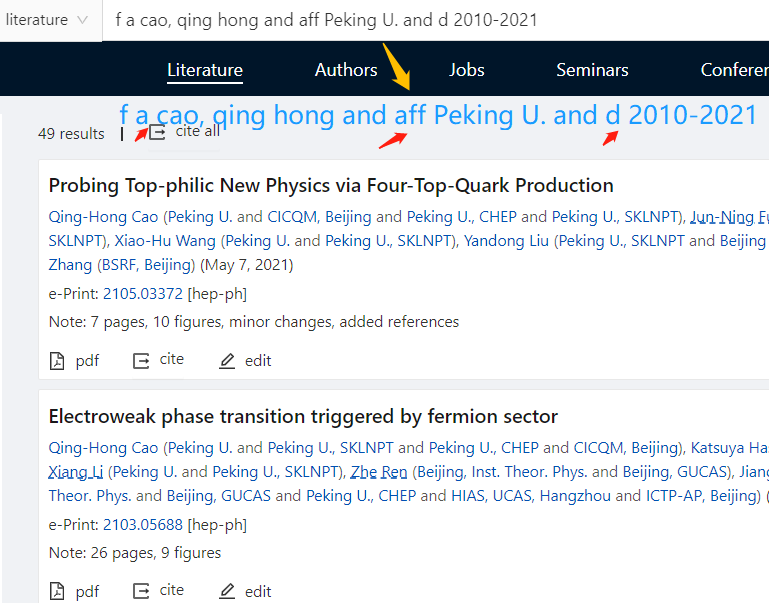 literature f a cao, qing hong and aff Peking U. and d 2010-2021
Literature Authors Jobs Seminars
f a cao, qing hong and aff Peking U. and d 2010-2021
49 results cite all
Probing Top-philic New Physics via Four-Top-Quark Production
Qing-Hong Cao (Peking U. and CICQM, Beijing and Peking U., CHEP and Peking U., SKLNPT), Jun-Ning
SKLNPT), Xiao-Hu Wang (Peking U. and Peking U., SKLNPT), Yandong Liu (Peking U., SKLNPT and Beijing
Zhang (BSRF, Beijing) (May 7, 2021)
e-Print: 2105.03372 [hep-ph]
Note: 7 pages, 10 figures, minor changes, added references
pdf cite edit
Electroweak phase transition triggered by fermion sector
Qing-Hong Cao (Peking U. and Peking U., SKLNPT and Peking U., CHEP and CICQM, Beijing), Katsuya
Xiang Li (Peking U. and Peking U., SKLNPT), Zhe Ren (Beijing, Inst. Theor. Phys. and Beijing, GUCAS),
Theor. Phys. and Beijing, GUCAS and Peking U., CHEP and HIAS, UCAS, Hangzhou and ICTP-AP, Beijing) (
e-Print: 2103.05688 [hep-ph]
Note: 26 pages, 9 figures
pdf cite edit